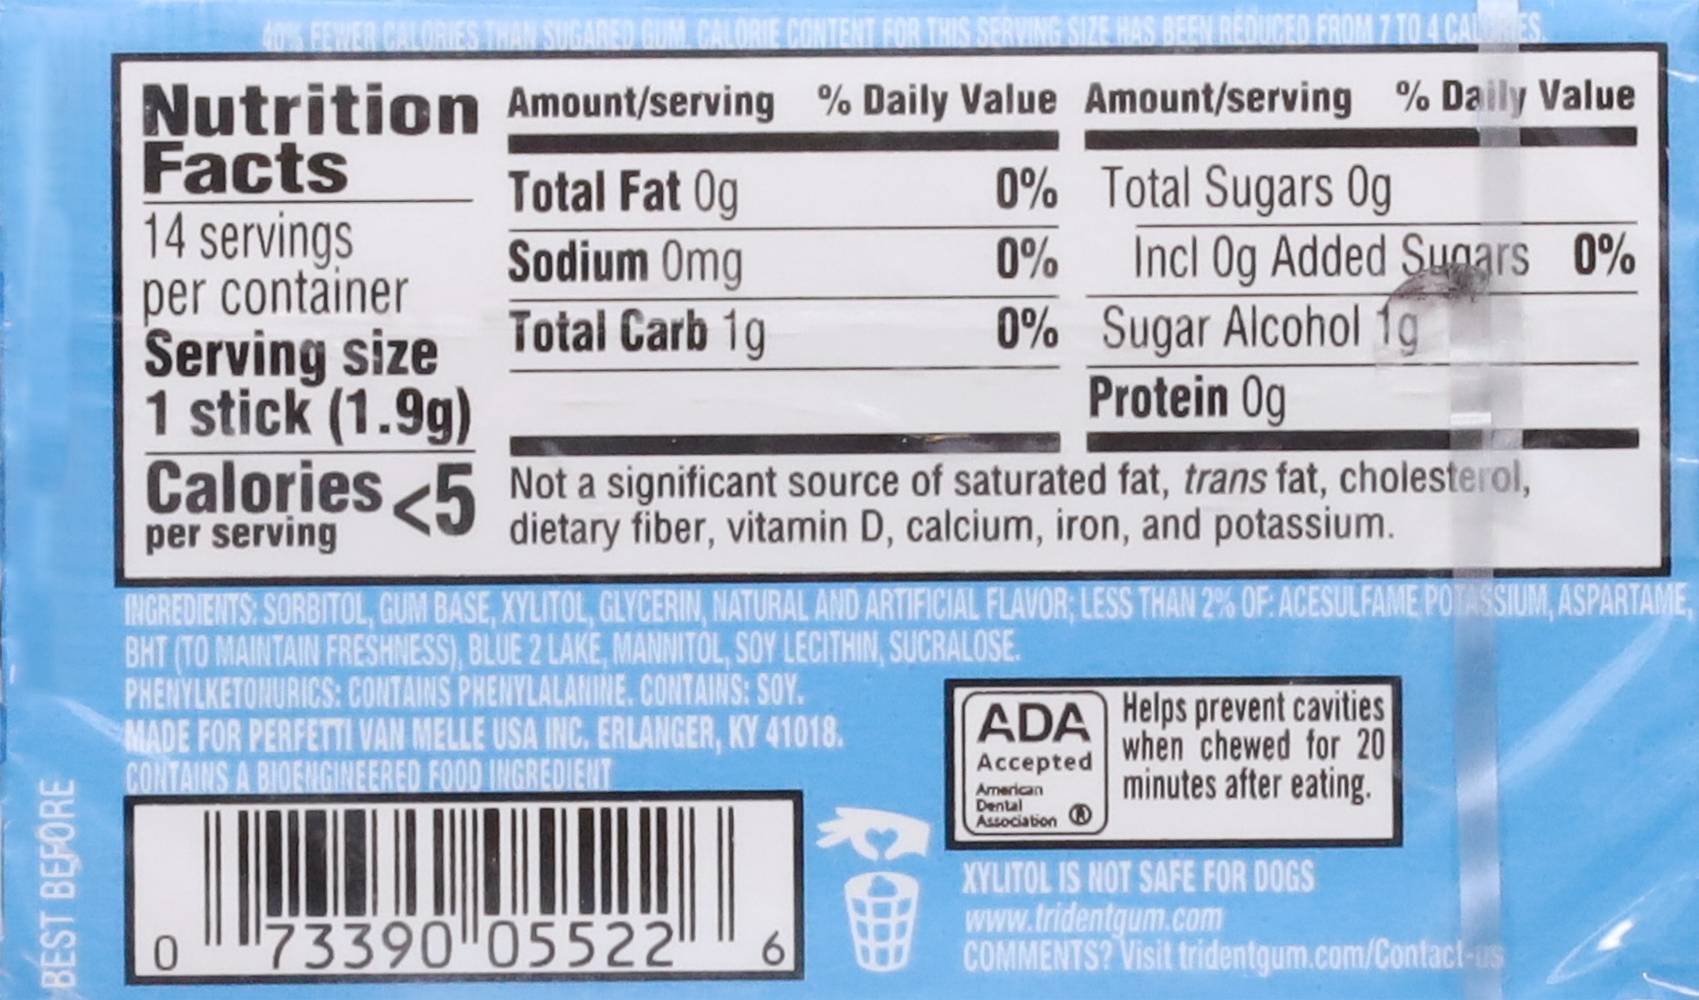 40% FEWER CALORIES THAN SUGARED GUM. CALORIE CONTENT FOR THIS SERVING SIZE HAS BEEN REDUCED FROM 7 TO 4 CALORIES.
Nutrition
Facts
14 servings
per container
Serving size
1 stick (1.9g)
Calories <5
per serving
Amount/serving % Daily Value
Total Fat 0g 0%
Sodium 0mg 0%
Total Carb 1g 0%
Amount/serving % Daily Value
Total Sugars 0g
Incl 0g Added Sugars 0%
Sugar Alcohol 1g
Protein 0g
Not a significant source of saturated fat, trans fat, cholesterol,
dietary fiber, vitamin D, calcium, iron, and potassium.
INGREDIENTS: SORBITOL, GUM BASE, XYLITOL, GLYCERIN, NATURAL AND ARTIFICIAL FLAVOR; LESS THAN 2% OF: ACESULFAME POTASSIUM, ASPARTAME,
BHT (TO MAINTAIN FRESHNESS), BLUE 2 LAKE, MANNITOL, SOY LECITHIN, SUCRALOSE.
PHENYLKETONURICS: CONTAINS PHENYLALANINE. CONTAINS: SOY.
MADE FOR PERFETTI VAN MELLE USA INC. ERLANGER, KY 41018.
CONTAINS A BIOENGINEERED FOOD INGREDIENT
ADA
Accepted
American
Dental
Association ®
Helps prevent cavities
when chewed for 20
minutes after eating.
XYLITOL IS NOT SAFE FOR DOGS
www.tridentgum.com
COMMENTS? Visit tridentgum.com/Contact-us
BEST BEFORE
0 73390 05522 6